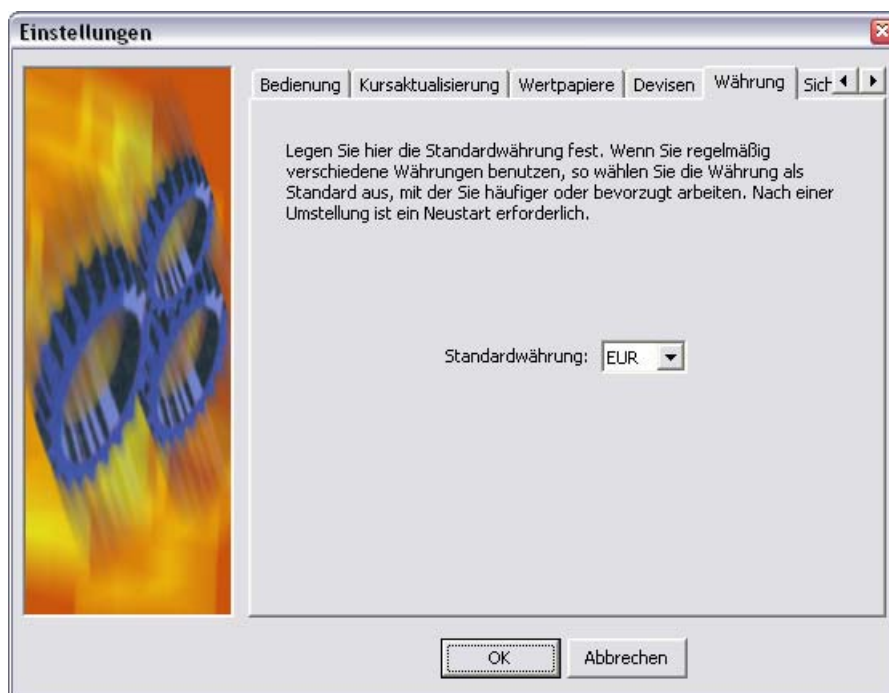 Einstellungen
Bedienung Kursaktualisierung Wertpapiere Devisen Währung Sich
Legen Sie hier die Standardwährung fest. Wenn Sie regelmäßig
verschiedene Währungen benutzen, so wählen Sie die Währung als
Standard aus, mit der Sie häufiger oder bevorzugt arbeiten. Nach einer
Umstellung ist ein Neustart erforderlich.
Standardwährung: EUR
OK Abbrechen